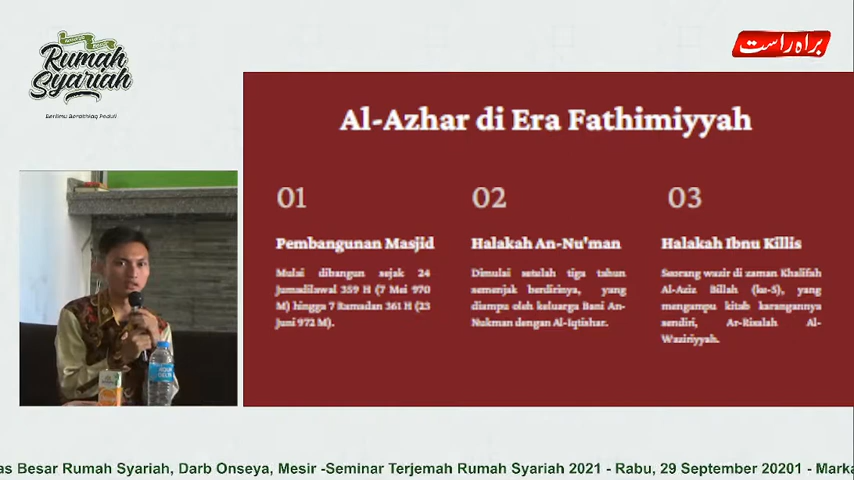 Rumah
Syariah
Berilmu Berakhlaq Peduli
براہ راست
Al-Azhar di Era Fathimiyyah
01
Pembangunan Masjid
Mulai dibangun sejak 24
Jumadilawal 359 H (7 Mei 970
M) hingga 7 Ramadan 361 H (23
Juni 972 M).
02
Halakah An-Nu'man
Dimulai setelah tiga tahun
semenjak berdirinya, yang
diampu oleh keluarga Bani An-
Nukman dengan Al-Iqtishar.
03
Halakah Ibnu Killis
Seorang wazir di zaman Khalifah
Al-Aziz Billah (ke-5), yang
mengampu kitab karangannya
sendiri, Ar-Risalah Al-
Waziriyyah.
as Besar Rumah Syariah, Darb Onseya, Mesir -Seminar Terjemah Rumah Syariah 2021 - Rabu, 29 September 20201 - Marka